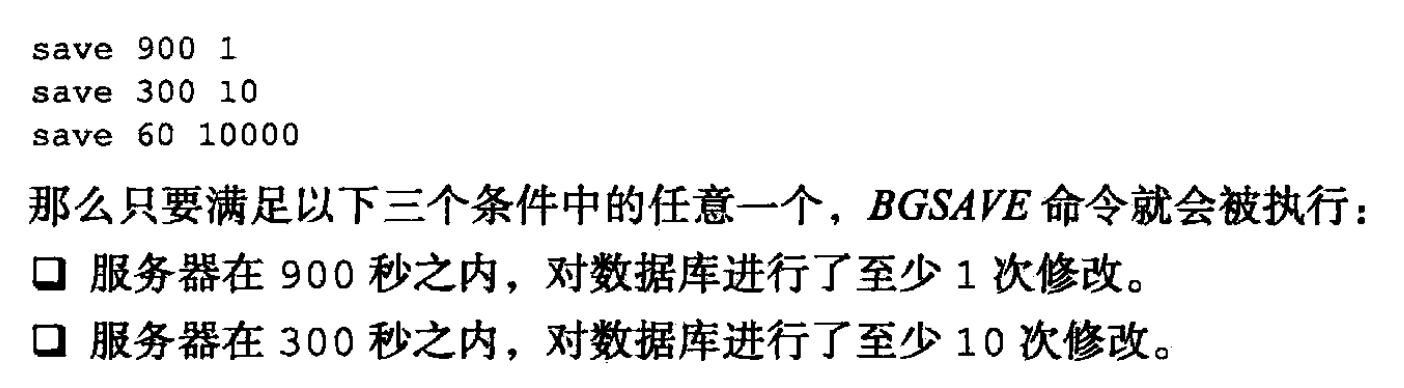 save 900 1
save 300 10
save 60 10000
那么只要满足以下三个条件中的任意一个，BGSAVE 命令就会被执行：
❑ 服务器在 900 秒之内，对数据库进行了至少 1 次修改。
❑ 服务器在 300 秒之内，对数据库进行了至少 10 次修改。